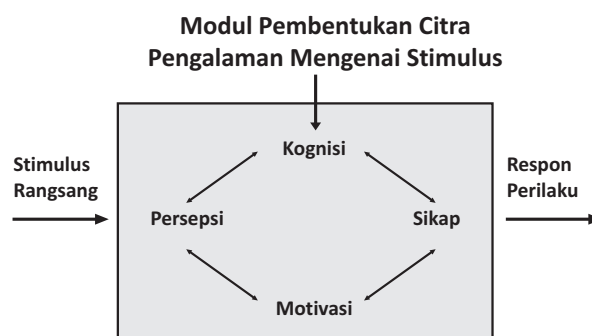 Modul Pembentukan Citra
Pengalaman Mengenai Stimulus
Stimulus
Rangsang
Kognisi
Respon
Perilaku
Persepsi
Sikap
Motivasi